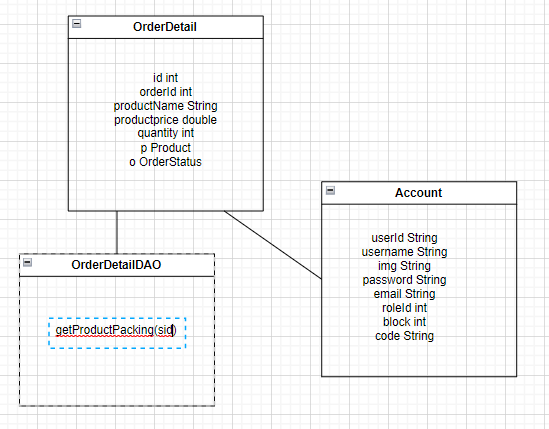 OrderDetail
id int
orderId int
productName String
productprice double
quantity int
p Product
o OrderStatus
Account
userId String
username String
img String
password String
email String
roleId int
block int
code String
OrderDetailDAO
getProductPacking(sid)